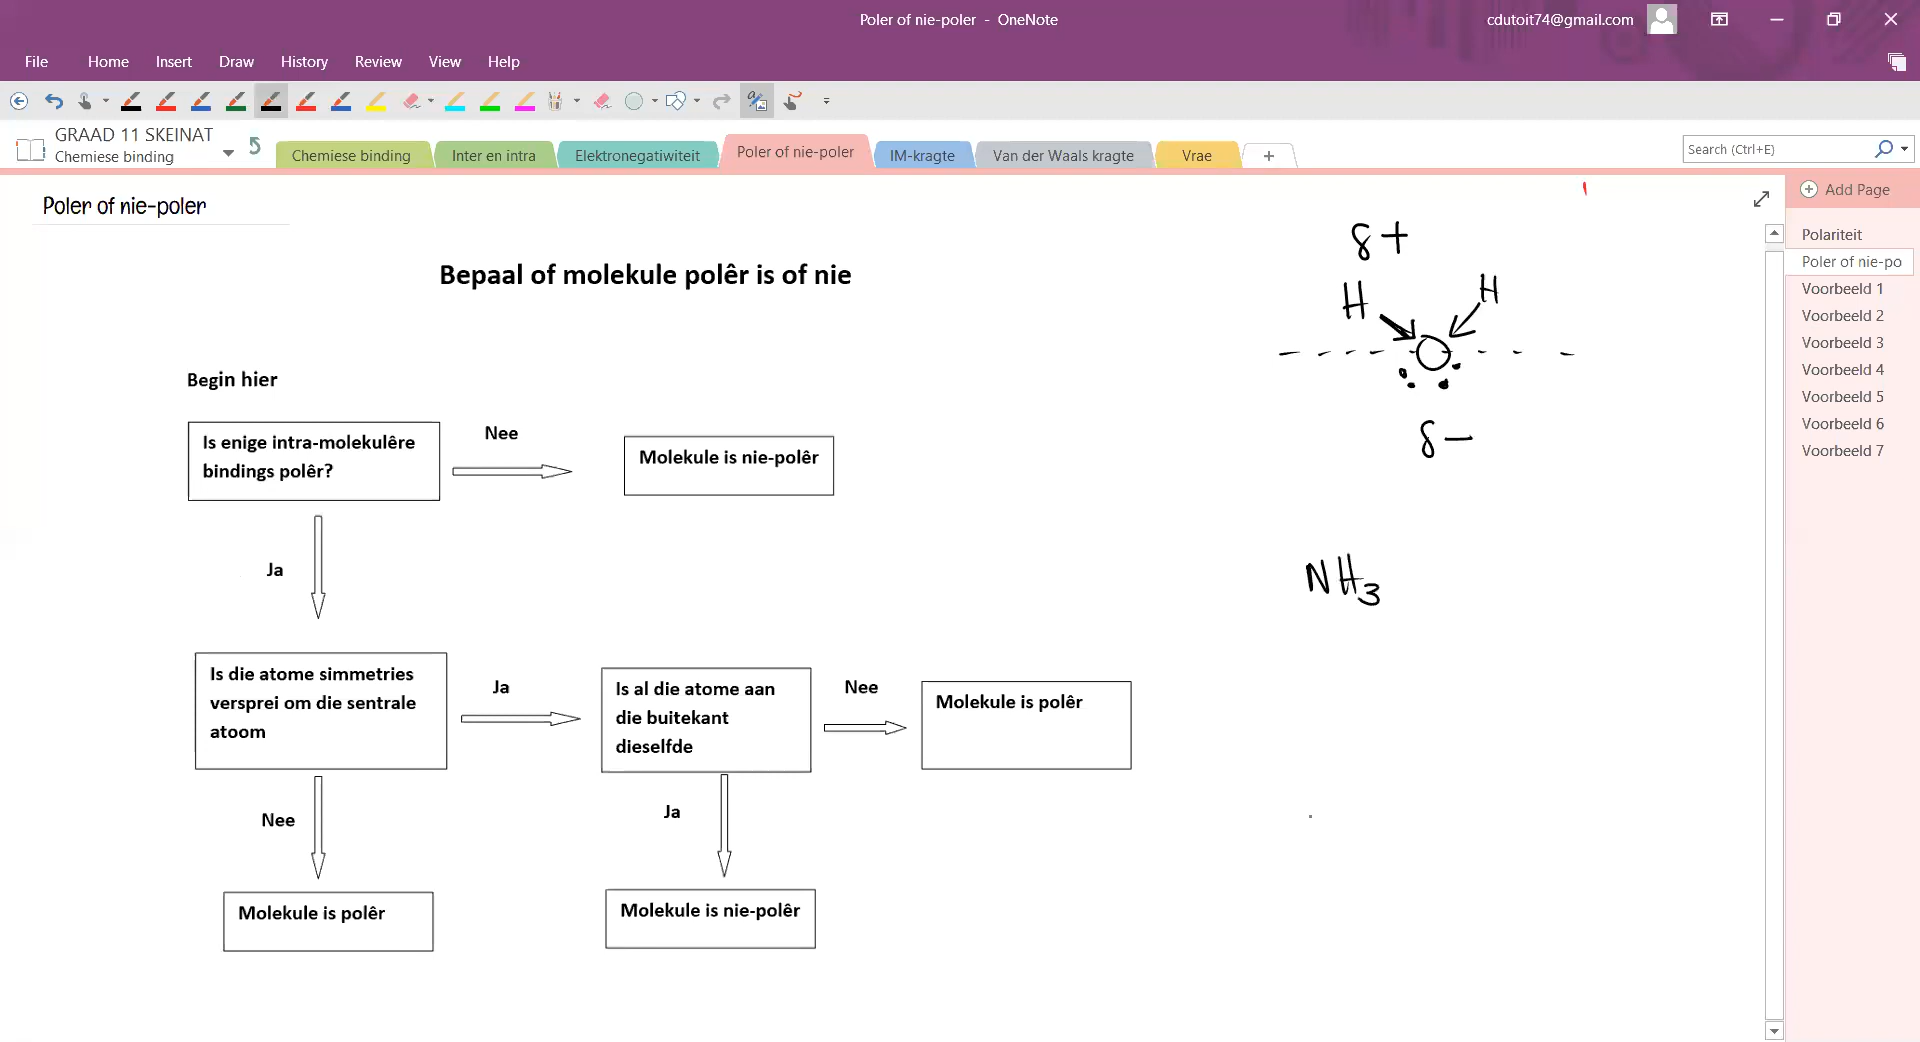 Poler of nie-poler - OneNote
cdutoit74@gmail.com
File Home Insert Draw History Review View Help
GRAAD 11 SKEINAT
Chemiese binding
Chemiese binding
Inter en intra
Elektronegatiwiteit
Poler of nie-poler
IM-kragte
Van der Waals kragte
Vrae
Search (Ctrl+E)
Add Page
Polariteit
Poler of nie-po
Voorbeeld 1
Voorbeeld 2
Voorbeeld 3
Voorbeeld 4
Voorbeeld 5
Voorbeeld 6
Voorbeeld 7
Poler of nie-poler
Bepaal of molekule polêr is of nie
Begin hier
Is enige intra-molekulêre
bindings polêr?
Nee
Molekule is nie-polêr
Ja
Is die atome simmetries
versprei om die sentrale
atoom
Ja
Is al die atome aan
die buitekant
dieselfde
Nee
Molekule is polêr
Nee
Ja
Molekule is polêr
Molekule is nie-polêr
δ+
H H
δ−
NH₃